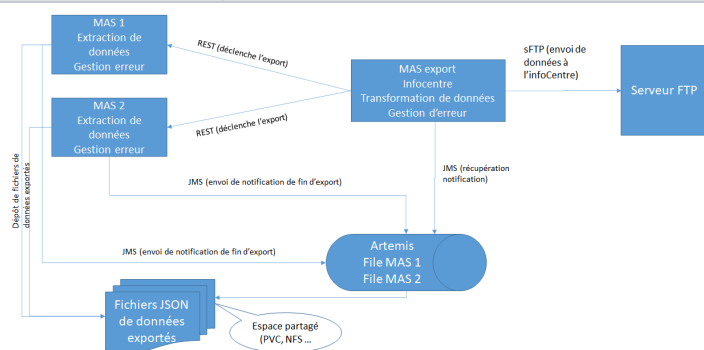 MAS 1
Extraction de
données
Gestion erreur
REST (déclenche l'export)
MAS export
Infocentre
Transformation de données
Gestion d'erreur
sFTP (envoi de
données à
l'infoCentre)
Serveur FTP
MAS 2
Extraction de
données
Gestion erreur
REST (déclenche l'export)
Dépôt de fichiers de
données exportés
JMS (envoi de notification de fin d'export)
JMS (récupération
notification)
JMS (envoi de notification de fin d'export)
Artemis
File MAS 1
File MAS 2
Fichiers JSON
de données
exportés
Espace partagé
(PVC, NFS ...